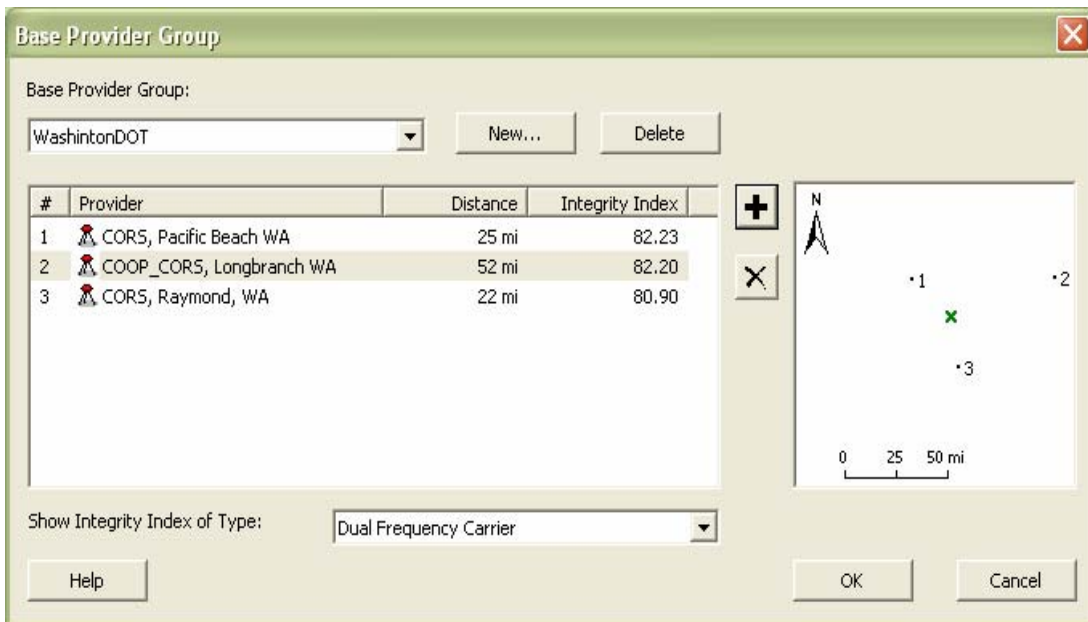 Base Provider Group
Base Provider Group:
WashintonDOT
New...
Delete
# Provider Distance Integrity Index
1 CORS, Pacific Beach WA 25 mi 82.23
2 COOP_CORS, Longbranch WA 52 mi 82.20
3 CORS, Raymond, WA 22 mi 80.90
N
1
2
3
0 25 50 mi
Show Integrity Index of Type:
Dual Frequency Carrier
Help
OK
Cancel